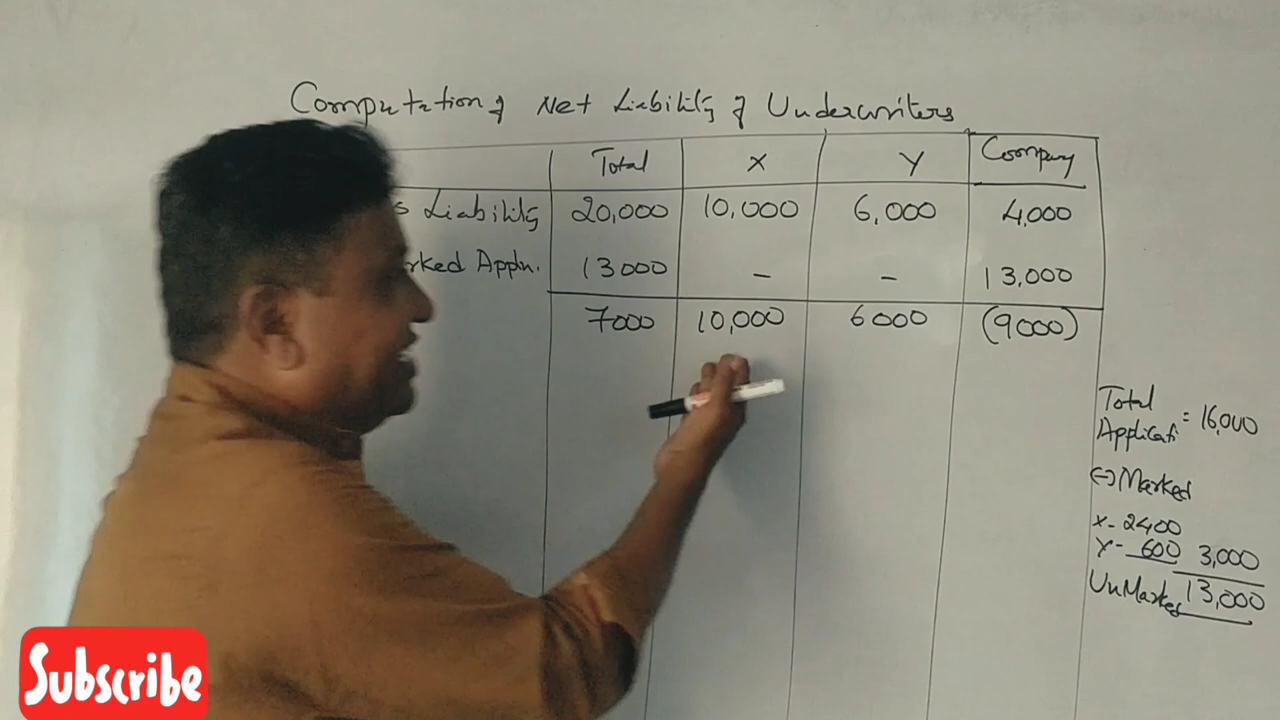 Computation of Net Liability of Underwriters
Total X Y Company
s Liability 20,000 10,000 6,000 4,000
rked Appln. 13000 - - 13,000
7000 10,000 6000 (9000)
Total
Applicati = 16,000
(-) Marked
X - 2400
Y - 600 3,000
UnMarked 13,000
Subscribe